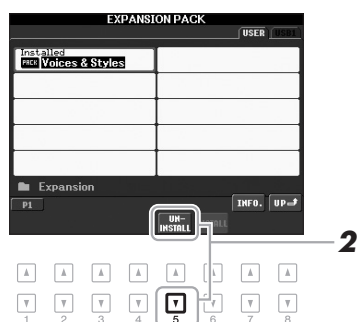 EXPANSION PACK
USER USB1
Installed
PACK Voices & Styles
Expansion
P1
INFO. UP
UN-
INSTALL
2
1 2 3 4 5 6 7 8